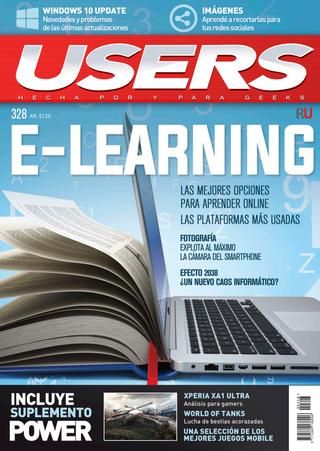 WINDOWS 10 UPDATE
Novedades y problemas
de las últimas actualizaciones
IMÁGENES
Aprendé a recortarlas para
tus redes sociales
USERS
HECHA POR Y PARA GEEKS
328 AR: $135
RU
E-LEARNING
LAS MEJORES OPCIONES
PARA APRENDER ONLINE
LAS PLATAFORMAS MÁS USADAS
FOTOGRAFÍA
EXPLOTA AL MÁXIMO
LA CÁMARA DEL SMARTPHONE
EFECTO 2038
¿UN NUEVO CAOS INFORMÁTICO?
INCLUYE
SUPLEMENTO
POWER
XPERIA XA1 ULTRA
Análisis para gamers
WORLD OF TANKS
Lucha de bestias acorazadas
UNA SELECCIÓN DE LOS
MEJORES JUEGOS MOBILE